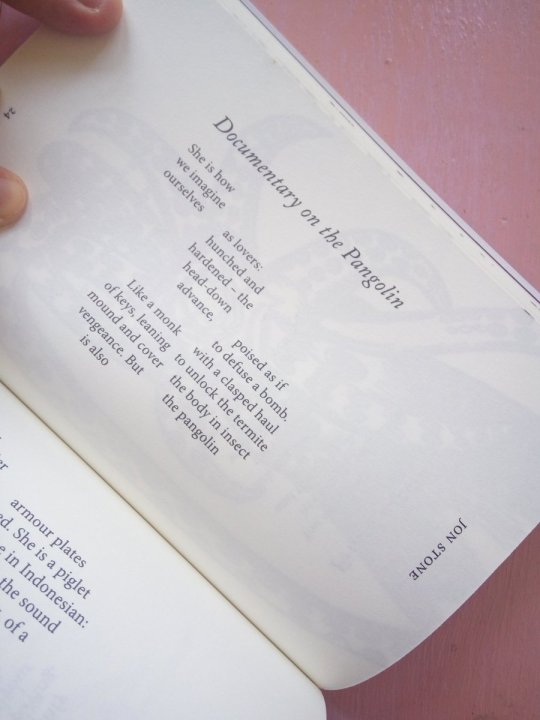 Documentary on the Pangolin
She is how
we imagine
ourselves
as lovers:
hunched and
hardened - the
head-down
advance,
poised as if
to defuse a bomb.
Like a monk with a clasped haul
of keys, leaning to unlock the termite
mound and cover the body in insect
vengeance. But the pangolin
is also
JON STONE
24
armour plates
She is a piglet
in Indonesian:
the sound
of a